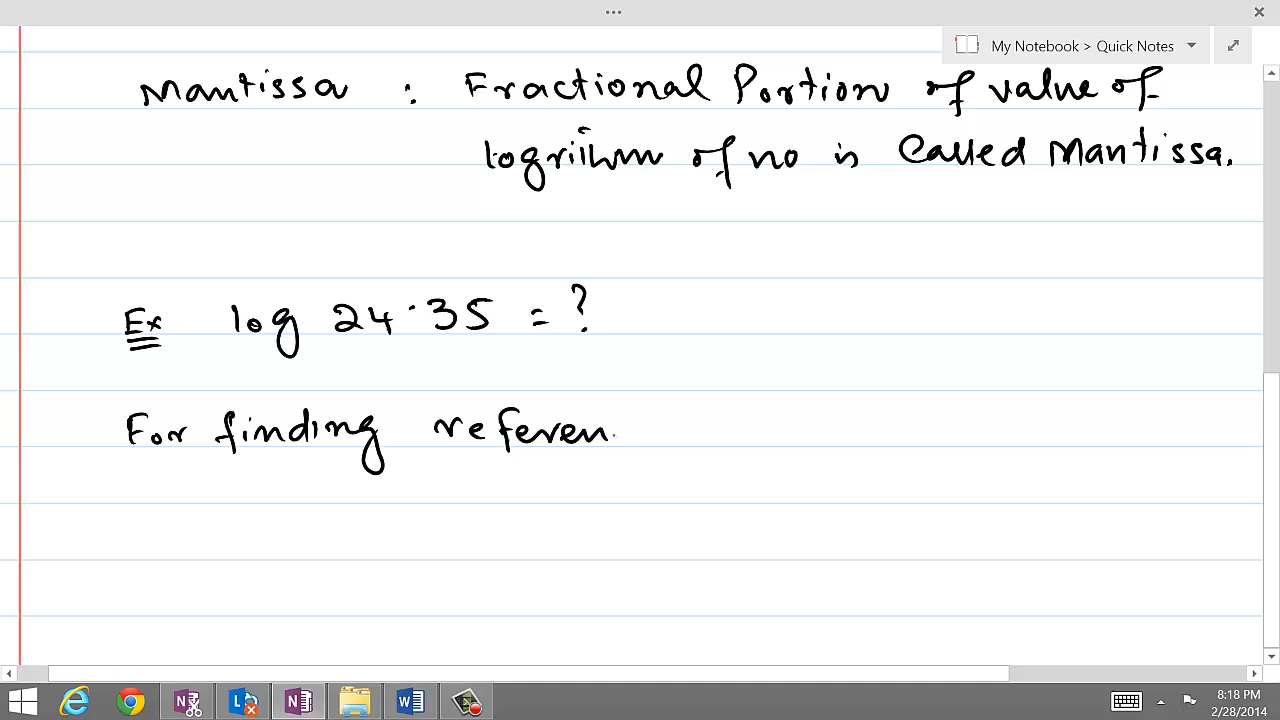 My Notebook > Quick Notes
Mantissa : Fractional Portion of value of
logriihm of no is Called Mantissa.
Ex log 24.35 = ?
For finding referen
8:18 PM
2/28/2014